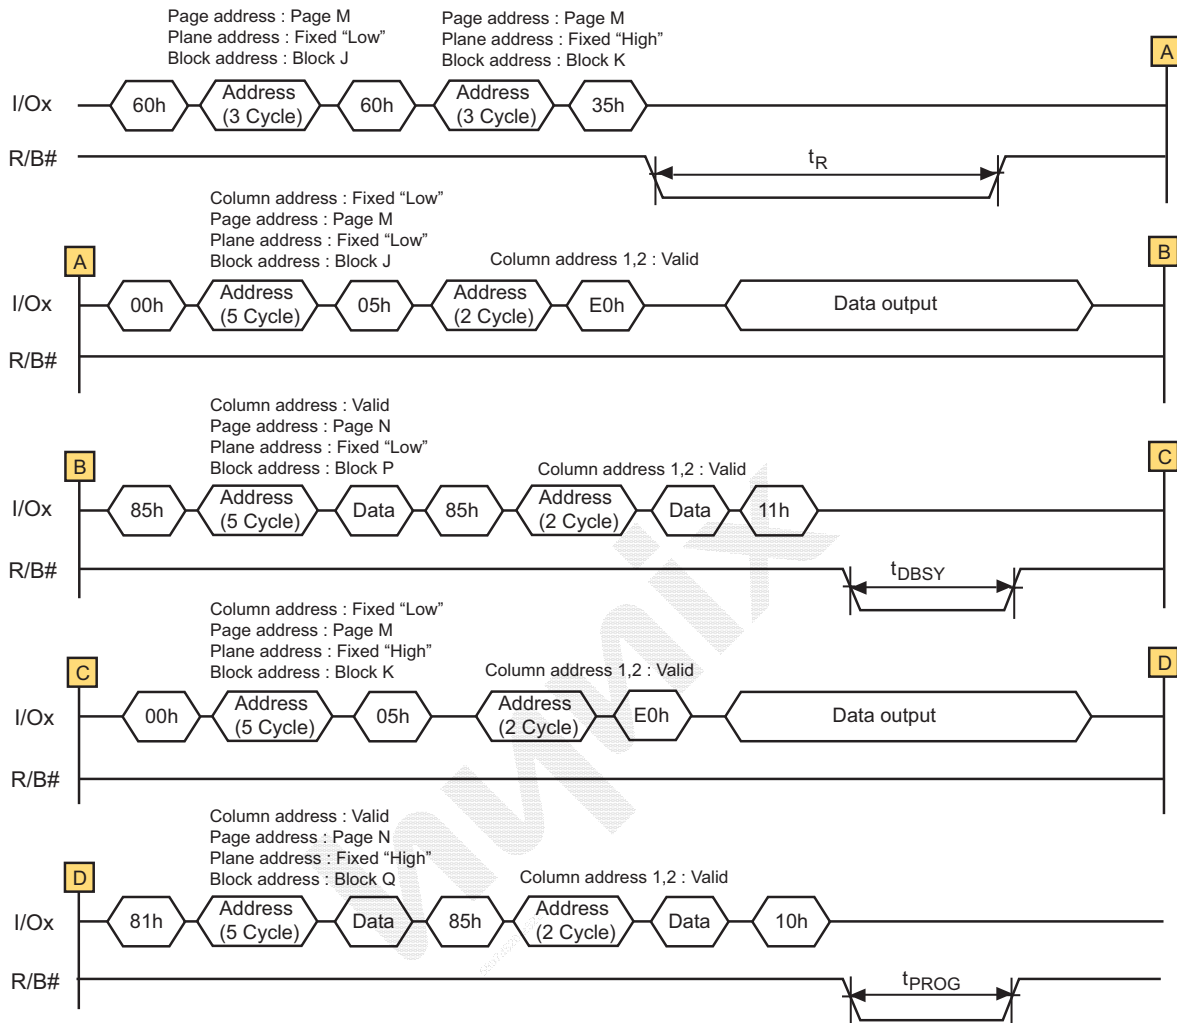 Page address : Page M
Plane address : Fixed “Low”
Block address : Block J
Page address : Page M
Plane address : Fixed “High”
Block address : Block K
A
I/Ox
60h
Address
(3 Cycle)
60h
Address
(3 Cycle)
35h
R/B#
tR
Column address : Fixed “Low”
Page address : Page M
Plane address : Fixed “Low”
Block address : Block J
Column address 1,2 : Valid
A
B
I/Ox
00h
Address
(5 Cycle)
05h
Address
(2 Cycle)
E0h
Data output
R/B#
Column address : Valid
Page address : Page N
Plane address : Fixed “Low”
Block address : Block P
Column address 1,2 : Valid
B
C
I/Ox
85h
Address
(5 Cycle)
Data
85h
Address
(2 Cycle)
Data
11h
R/B#
tDBSY
Column address : Fixed “Low”
Page address : Page M
Plane address : Fixed “High”
Block address : Block K
Column address 1,2 : Valid
C
D
I/Ox
00h
Address
(5 Cycle)
05h
Address
(2 Cycle)
E0h
Data output
R/B#
Column address : Valid
Page address : Page N
Plane address : Fixed “High”
Block address : Block Q
Column address 1,2 : Valid
D
I/Ox
81h
Address
(5 Cycle)
Data
85h
Address
(2 Cycle)
Data
10h
R/B#
tPROG